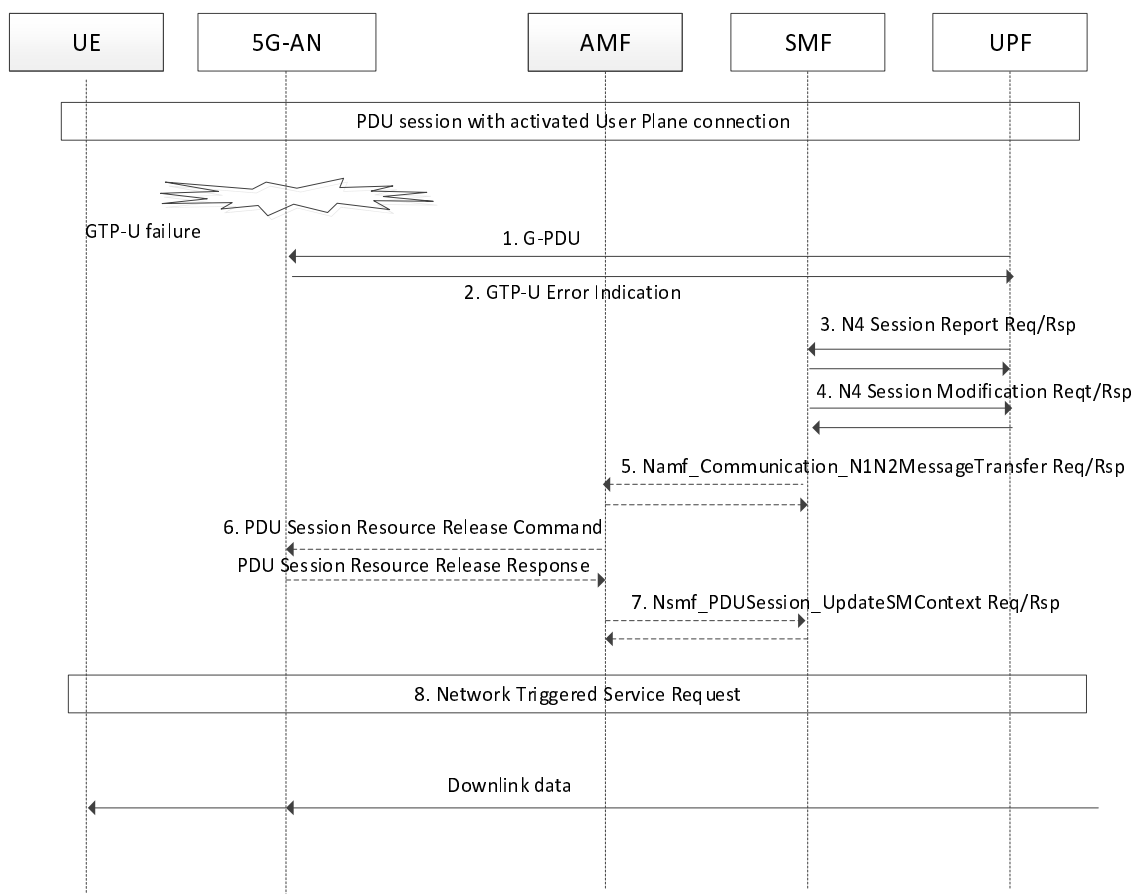 UE
5G-AN
AMF
SMF
UPF
PDU session with activated User Plane connection
GTP-U failure
1. G-PDU
2. GTP-U Error Indication
3. N4 Session Report Req/Rsp
4. N4 Session Modification Reqt/Rsp
5. Namf_Communication_N1N2MessageTransfer Req/Rsp
6. PDU Session Resource Release Command
PDU Session Resource Release Response
7. Nsmf_PDUSession_UpdateSMContext Req/Rsp
8. Network Triggered Service Request
Downlink data